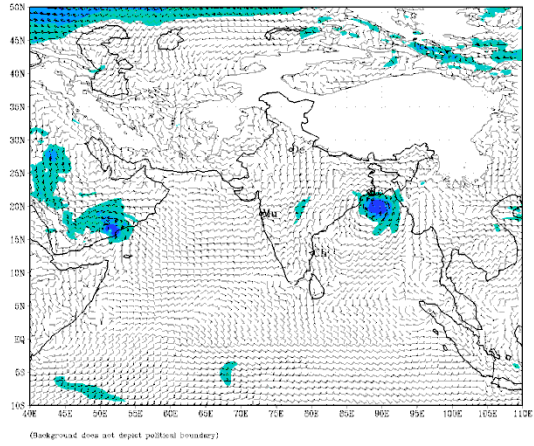 50N
45N
40N
35N
30N
25N
20N
15N
10N
5N
EQ
5S
10S
40E 45E 50E 55E 60E 65E 70E 75E 80E 85E 90E 95E 100E 105E 110E
Mu
(Background does not depict political boundary)